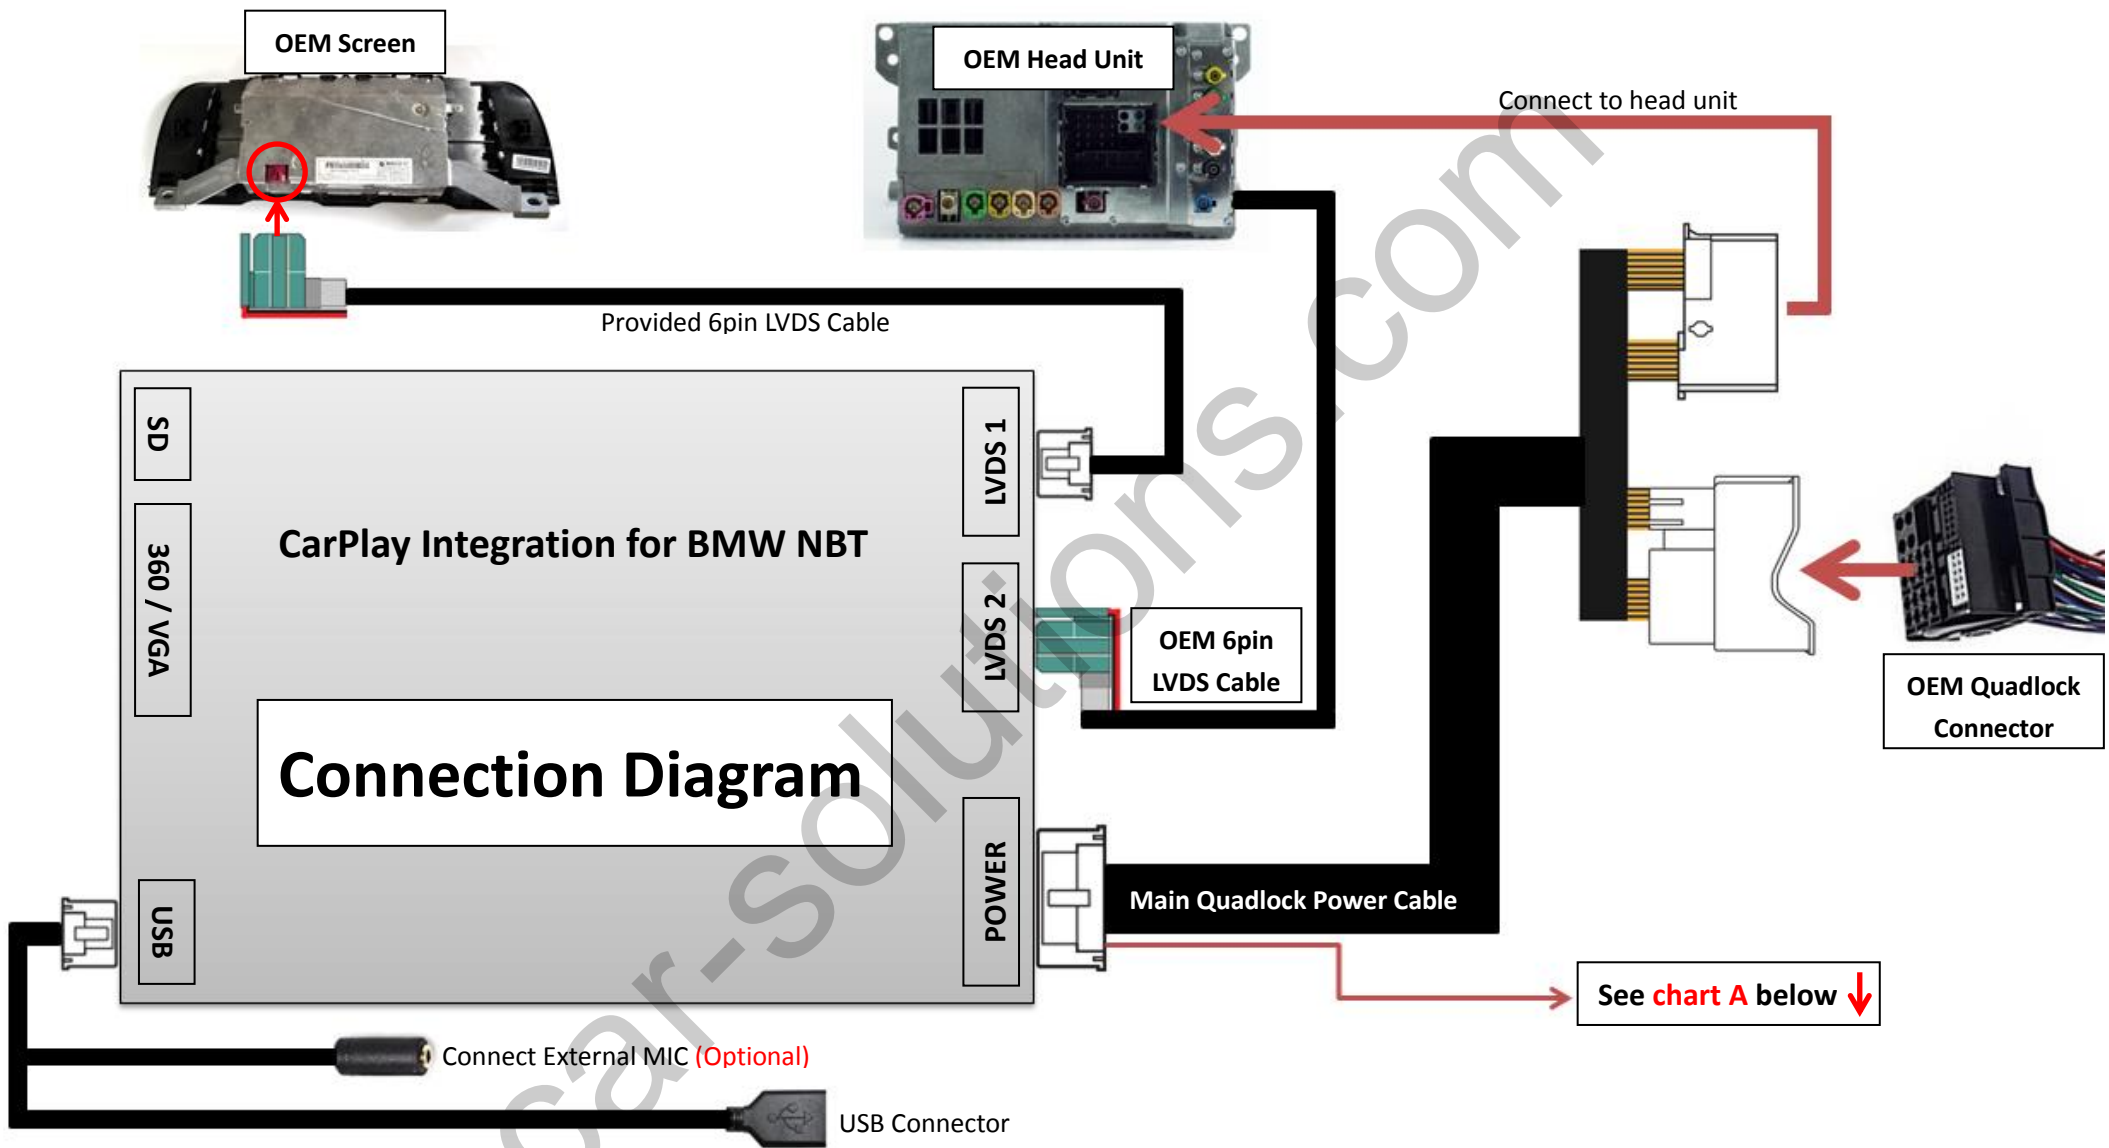 OEM Screen
OEM Head Unit
Connect to head unit
Provided 6pin LVDS Cable
SD
360 / VGA
USB
CarPlay Integration for BMW NBT
Connection Diagram
LVDS 1
LVDS 2
POWER
OEM 6pin
LVDS Cable
OEM Quadlock
Connector
Main Quadlock Power Cable
See chart A below
Connect External MIC (Optional)
USB Connector
car-solutions.com